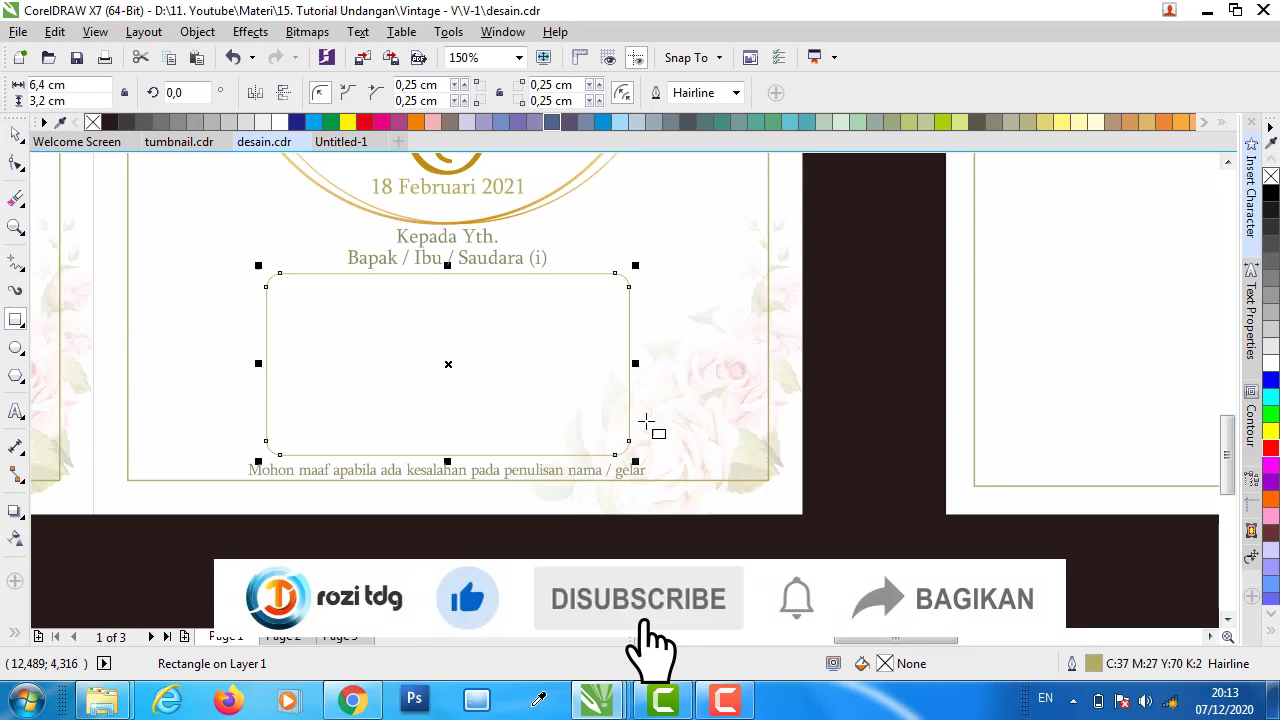 CorelDRAW X7 (64-Bit) - D:\11. Youtube\Materi\15. Tutorial Undangan\Vintage - V\V-1\desain.cdr
File Edit View Layout Object Effects Bitmaps Text Table Tools Window Help
150% Snap To
6,4 cm
3,2 cm
0,0 °
0,25 cm
0,25 cm
0,25 cm
0,25 cm
Hairline
Welcome Screen tumbnail.cdr desain.cdr Untitled-1
18 Februari 2021
Kepada Yth.
Bapak / Ibu / Saudara (i)
Mohon maaf apabila ada kesalahan pada penulisan nama / gelar
Insert Character
Text Properties
Contour
rozi tdg DISUBSCRIBE BAGIKAN
1 of 3 Page 1 Page 2 Page 3
(12,489; 4,316) Rectangle on Layer 1 None C:37 M:27 Y:70 K:2 Hairline
Ps C EN 20:13
07/12/2020